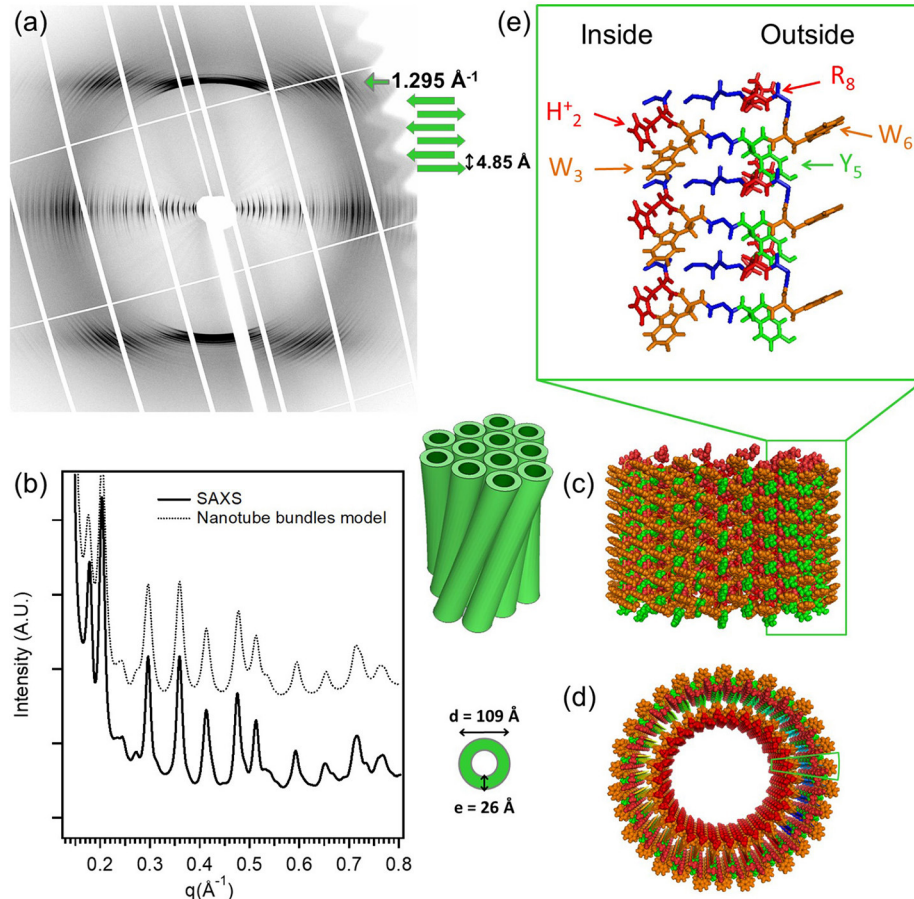 (a)
1.295 Å⁻¹
4.85 Å
(e)
Inside
Outside
R₈
H⁺₂
W₆
W₃
Y₅
(b)
SAXS
Nanotube bundles model
Intensity (A.U.)
0.2 0.3 0.4 0.5 0.6 0.7 0.8
q(Å⁻¹)
(c)
d = 109 Å
e = 26 Å
(d)